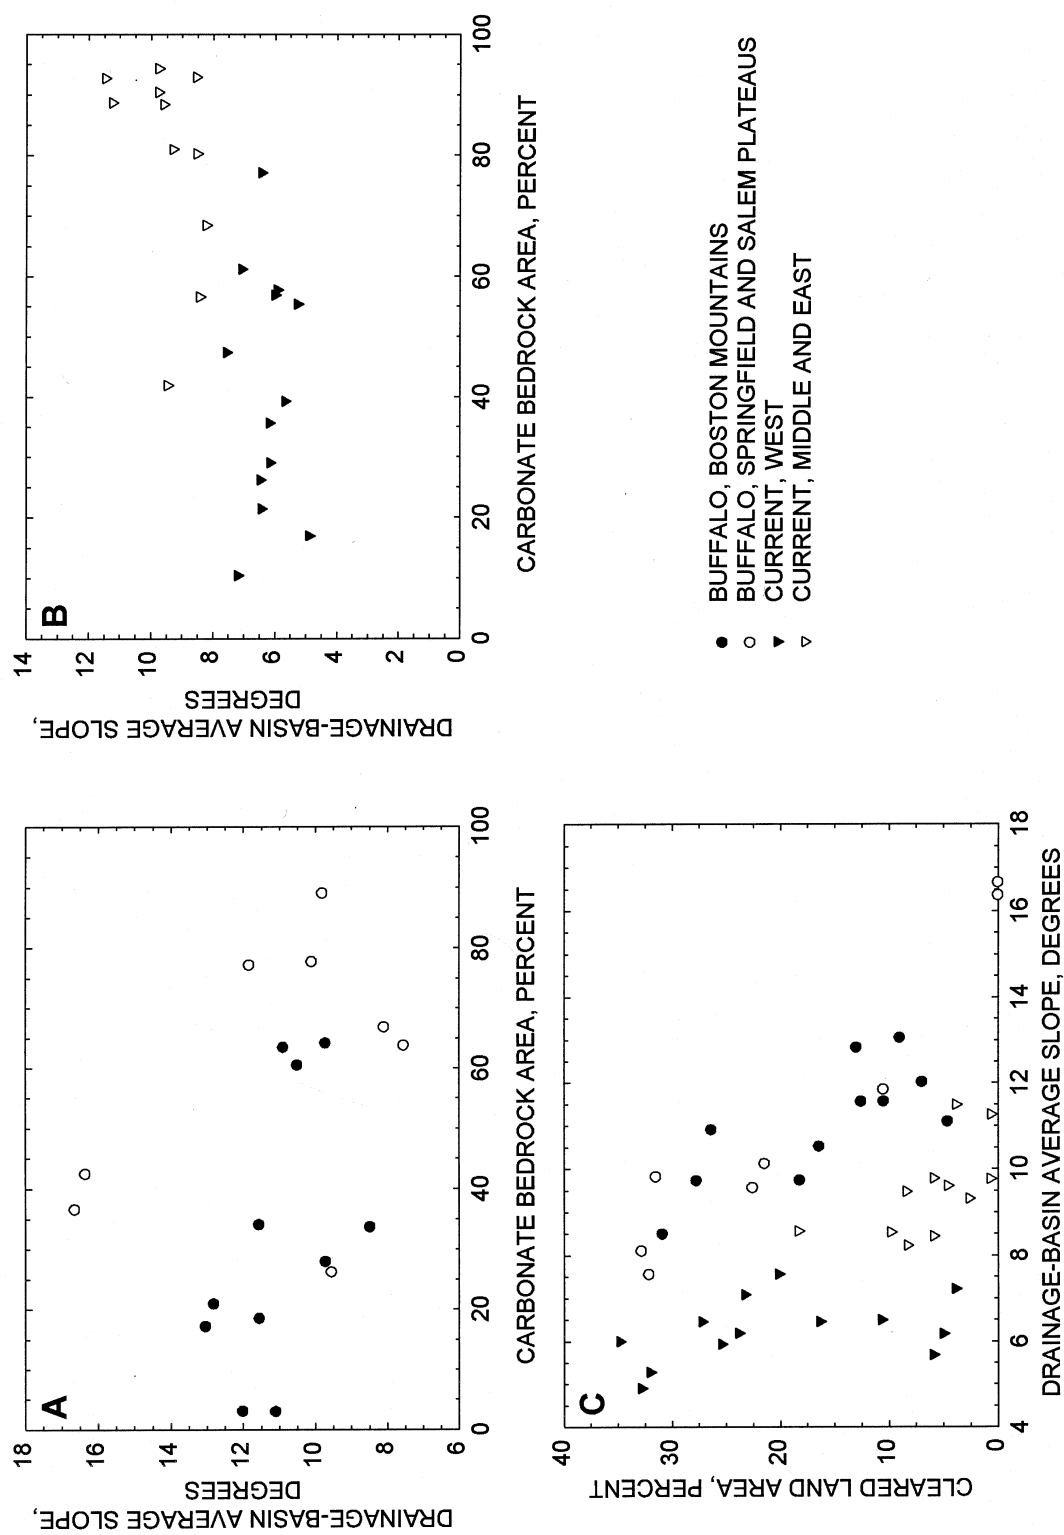 A
18
16
14
12
10
8
6
DRAINAGE-BASIN AVERAGE SLOPE,
DEGREES
0
20
40
60
80
100
CARBONATE BEDROCK AREA, PERCENT
B
14
12
10
8
6
4
2
0
DRAINAGE-BASIN AVERAGE SLOPE,
DEGREES
0
20
40
60
80
100
CARBONATE BEDROCK AREA, PERCENT
C
40
30
20
10
0
CLEARED LAND AREA, PERCENT
4
6
8
10
12
14
16
18
DRAINAGE-BASIN AVERAGE SLOPE, DEGREES
BUFFALO, BOSTON MOUNTAINS
BUFFALO, SPRINGFIELD AND SALEM PLATEAUS
CURRENT, WEST
CURRENT, MIDDLE AND EAST